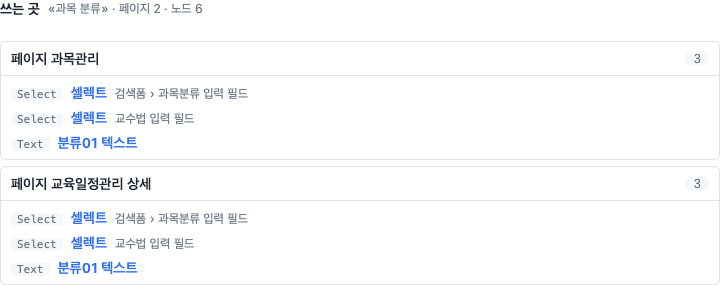 쓰는 곳 «과목 분류» · 페이지 2 · 노드 6
페이지 과목관리 3
Select 셀렉트 검색폼 › 과목분류 입력 필드
Select 셀렉트 교수법 입력 필드
Text 분류01 텍스트
페이지 교육일정관리 상세 3
Select 셀렉트 검색폼 › 과목분류 입력 필드
Select 셀렉트 교수법 입력 필드
Text 분류01 텍스트